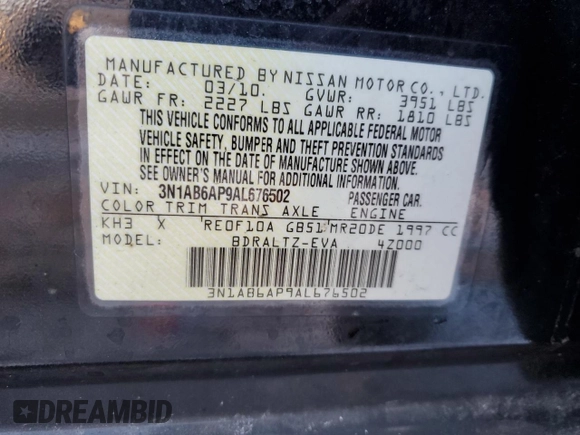 MANUFACTURED BY NISSAN MOTOR CO., LTD.
DATE: 03/10. GVWR: 3951 LBS
GAWR FR: 2227 LBS GAWR RR: 1810 LBS
THIS VEHICLE CONFORMS TO ALL APPLICABLE FEDERAL MOTOR
VEHICLE SAFETY, BUMPER AND THEFT PREVENTION STANDARDS
IN EFFECT ON THE DATE OF MANUFACTURE SHOWN ABOVE.
SEE OWNER'S MANUAL FOR ADDITIONAL INFORMATION.
VIN: 3N1AB6AP9AL676502 PASSENGER CAR.
COLOR TRIM TRANS AXLE ENGINE
KH3 X RE0F10A GB51 MR20DE 1997 CC
MODEL: BDRALTZ-EVA 4Z000
3N1AB6AP9AL676502
DREAMBID